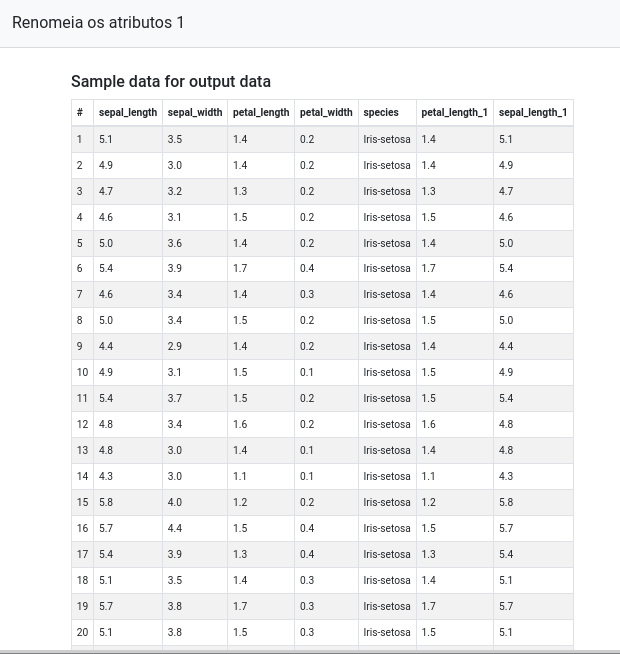 Renomeia os atributos 1
Sample data for output data
# sepal_length sepal_width petal_length petal_width species petal_length_1 sepal_length_1
1 5.1 3.5 1.4 0.2 Iris-setosa 1.4 5.1
2 4.9 3.0 1.4 0.2 Iris-setosa 1.4 4.9
3 4.7 3.2 1.3 0.2 Iris-setosa 1.3 4.7
4 4.6 3.1 1.5 0.2 Iris-setosa 1.5 4.6
5 5.0 3.6 1.4 0.2 Iris-setosa 1.4 5.0
6 5.4 3.9 1.7 0.4 Iris-setosa 1.7 5.4
7 4.6 3.4 1.4 0.3 Iris-setosa 1.4 4.6
8 5.0 3.4 1.5 0.2 Iris-setosa 1.5 5.0
9 4.4 2.9 1.4 0.2 Iris-setosa 1.4 4.4
10 4.9 3.1 1.5 0.1 Iris-setosa 1.5 4.9
11 5.4 3.7 1.5 0.2 Iris-setosa 1.5 5.4
12 4.8 3.4 1.6 0.2 Iris-setosa 1.6 4.8
13 4.8 3.0 1.4 0.1 Iris-setosa 1.4 4.8
14 4.3 3.0 1.1 0.1 Iris-setosa 1.1 4.3
15 5.8 4.0 1.2 0.2 Iris-setosa 1.2 5.8
16 5.7 4.4 1.5 0.4 Iris-setosa 1.5 5.7
17 5.4 3.9 1.3 0.4 Iris-setosa 1.3 5.4
18 5.1 3.5 1.4 0.3 Iris-setosa 1.4 5.1
19 5.7 3.8 1.7 0.3 Iris-setosa 1.7 5.7
20 5.1 3.8 1.5 0.3 Iris-setosa 1.5 5.1